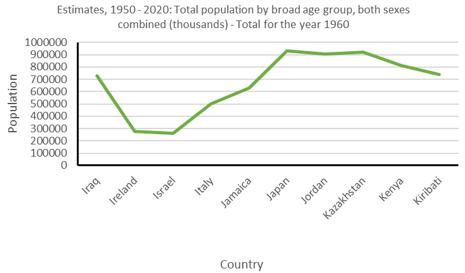 Estimates, 1950 - 2020: Total population by broad age group, both sexes
combined (thousands) - Total for the year 1960
Population
1000000
900000
800000
700000
600000
500000
400000
300000
200000
100000
0
Iraq
Ireland
Israel
Italy
Jamaica
Japan
Jordan
Kazakhstan
Kenya
Kiribati
Country